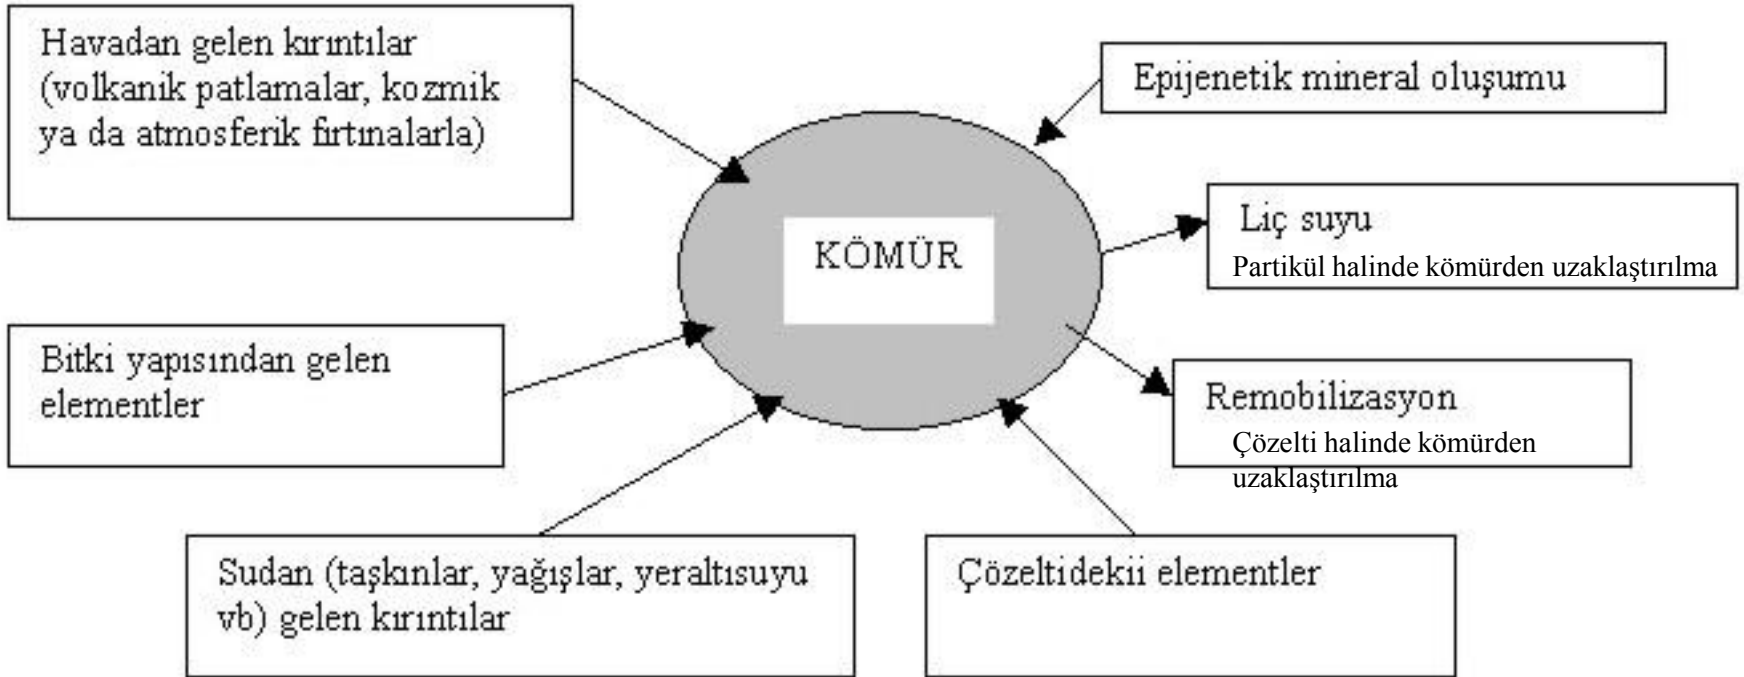 Havadan gelen kırıntılar
(volkanik patlamalar, kozmik
ya da atmosferik fırtınalarla)
Epijenetik mineral oluşumu
KÖMÜR
Liç suyu
Partikül halinde kömürden uzaklaştırılma
Bitki yapısından gelen
elementler
Remobilizasyon
Çözelti halinde kömürden
uzaklaştırılma
Sudan (taşkınlar, yağışlar, yeraltısuyu
vb) gelen kırıntılar
Çözeltidekii elementler